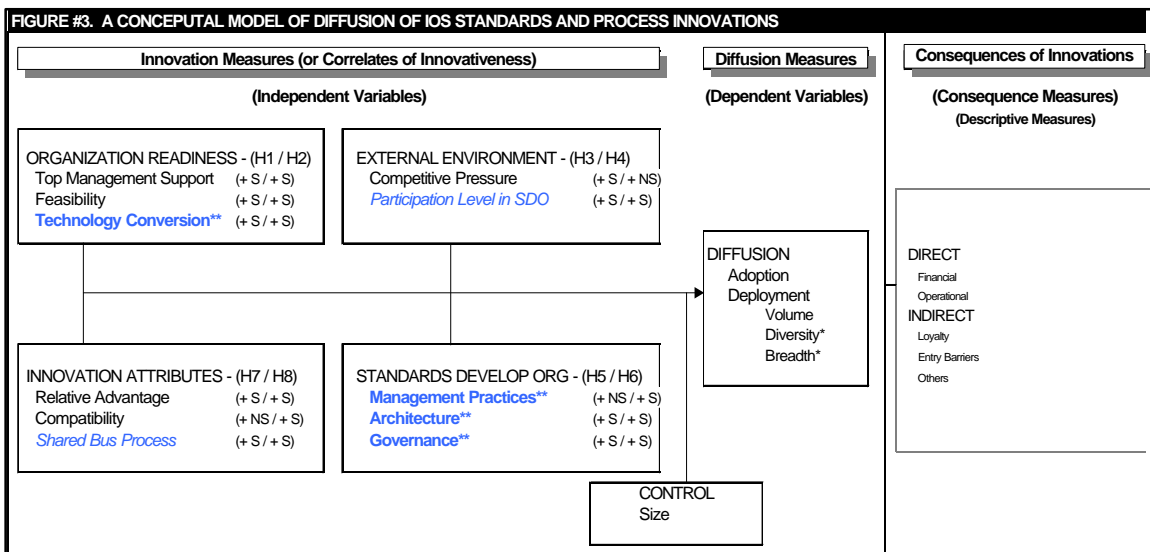 FIGURE #3. A CONCEPUTAL MODEL OF DIFFUSION OF IOS STANDARDS AND PROCESS INNOVATIONS
Innovation Measures (or Correlates of Innovativeness)
(Independent Variables)
Diffusion Measures
(Dependent Variables)
Consequences of Innovations
(Consequence Measures)
(Descriptive Measures)
ORGANIZATION READINESS - (H1 / H2)
Top Management Support (+ S / + S)
Feasibility (+ S / + S)
Technology Conversion** (+ S / + S)
EXTERNAL ENVIRONMENT - (H3 / H4)
Competitive Pressure (+ S / + NS)
Participation Level in SDO (+ S / + S)
INNOVATION ATTRIBUTES - (H7 / H8)
Relative Advantage (+ S / + S)
Compatibility (+ NS / + S)
Shared Bus Process (+ S / + S)
STANDARDS DEVELOP ORG - (H5 / H6)
Management Practices** (+ NS / + S)
Architecture** (+ S / + S)
Governance** (+ S / + S)
CONTROL
Size
DIFFUSION
Adoption
Deployment
Volume
Diversity*
Breadth*
DIRECT
Financial
Operational
INDIRECT
Loyalty
Entry Barriers
Others